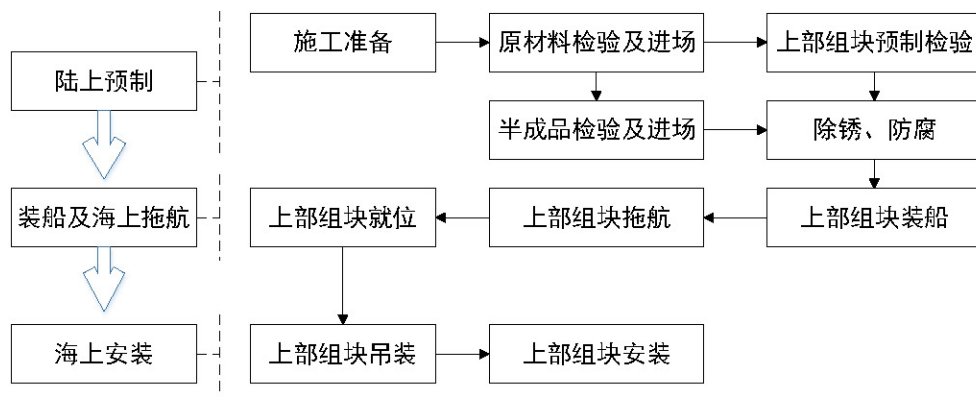 施工准备
原材料检验及进场
上部组块预制检验
陆上预制
半成品检验及进场
除锈、防腐
装船及海上拖航
上部组块就位
上部组块拖航
上部组块装船
海上安装
上部组块吊装
上部组块安装